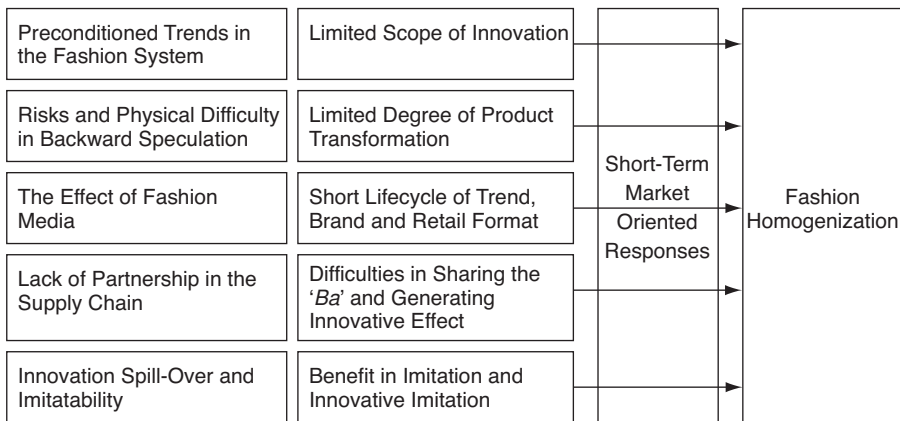 Preconditioned Trends in
the Fashion System
Limited Scope of Innovation
Risks and Physical Difficulty
in Backward Speculation
Limited Degree of Product
Transformation
The Effect of Fashion
Media
Short Lifecycle of Trend,
Brand and Retail Format
Lack of Partnership in the
Supply Chain
Difficulties in Sharing the
‘Ba’ and Generating
Innovative Effect
Innovation Spill-Over and
Imitatability
Benefit in Imitation and
Innovative Imitation
Short-Term
Market
Oriented
Responses
Fashion
Homogenization